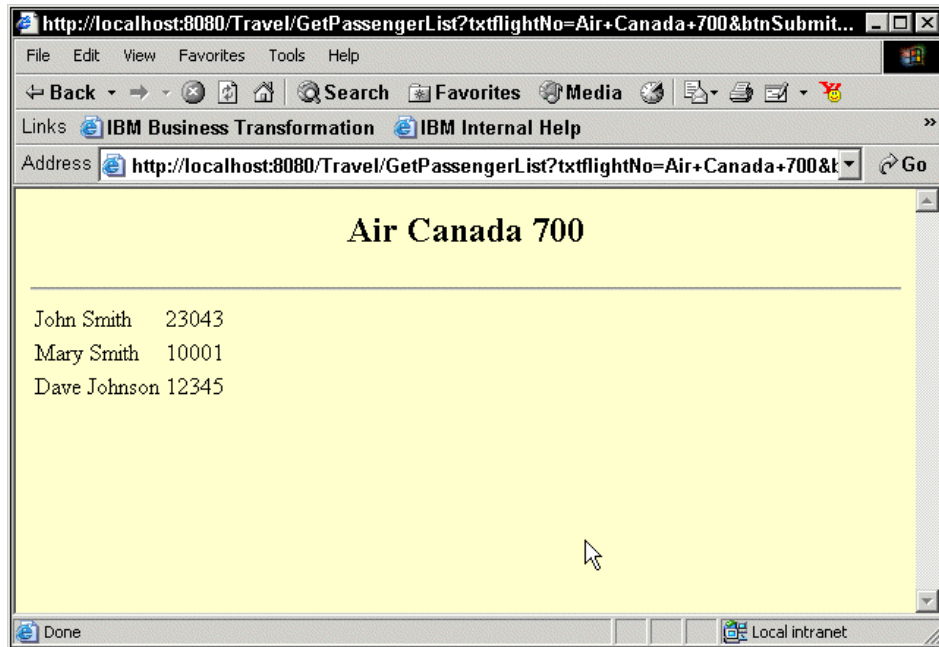 http://localhost:8080/Travel/GetPassengerList?txtflightNo=Air+Canada+700&btnSubmit...
File Edit View Favorites Tools Help
Back Search Favorites Media
Links IBM Business Transformation IBM Internal Help »
Address http://localhost:8080/Travel/GetPassengerList?txtflightNo=Air+Canada+700&b Go
Air Canada 700
John Smith 23043
Mary Smith 10001
Dave Johnson 12345
Done Local intranet